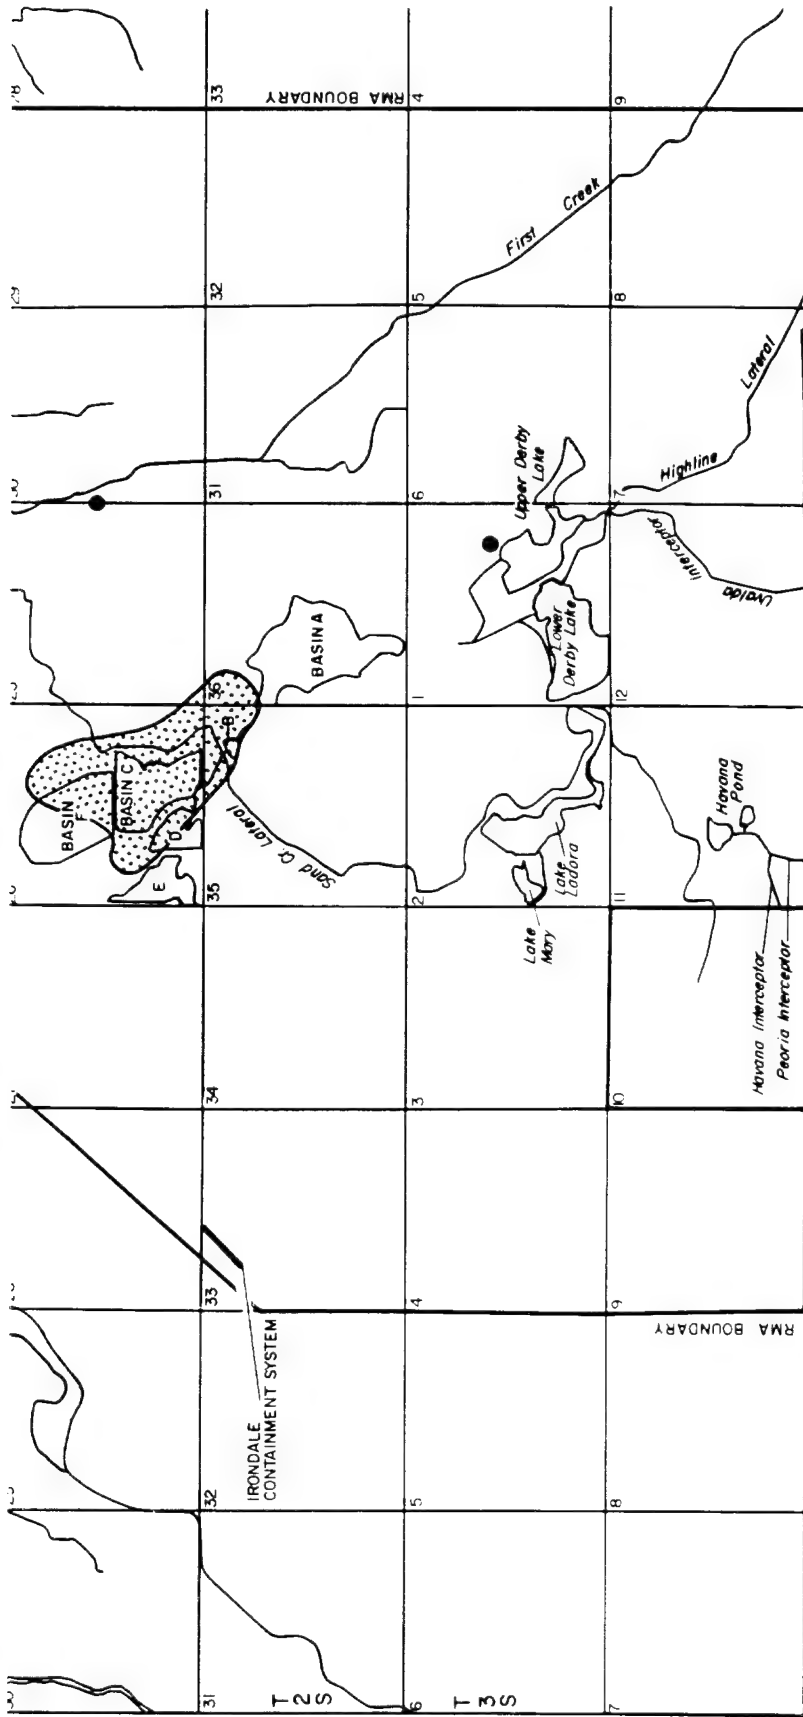 30
29
BASIN
F
BASIN C
D
E
31
32
33
34
35
36
31
32
33
B
RMA BOUNDARY
BASIN A
Sand Cr. Lateral
IRONDALE
CONTAINMENT SYSTEM
T
2
S
6
5
4
3
2
1
6
5
4
T
3
S
First Creek
Upper Derby
Lake
Lower
Derby Lake
Lake
Mary
Lake
Ladora
7
8
9
10
11
12
7
8
9
Highline Lateral
Uvalda Interceptor
Havana
Pond
RMA BOUNDARY
Havana Interceptor
Peoria Interceptor